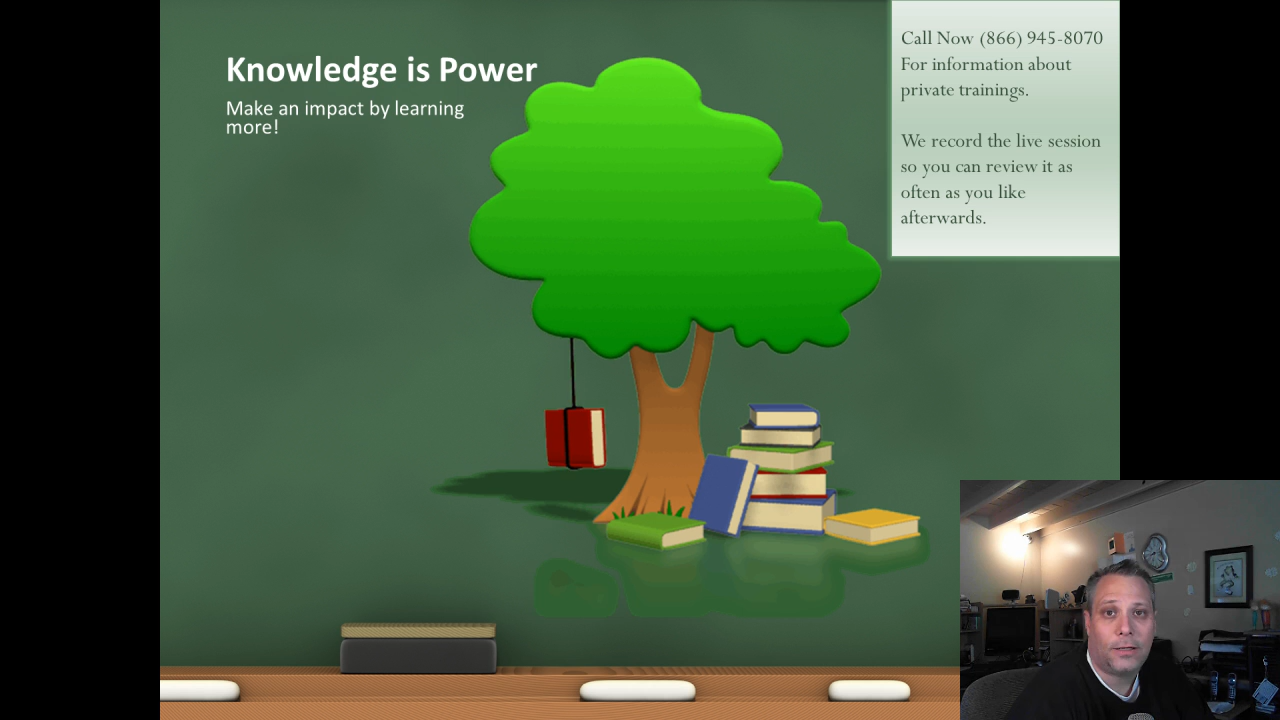 Knowledge is Power
Make an impact by learning
more!
Call Now (866) 945-8070
For information about
private trainings.
We record the live session
so you can review it as
often as you like
afterwards.